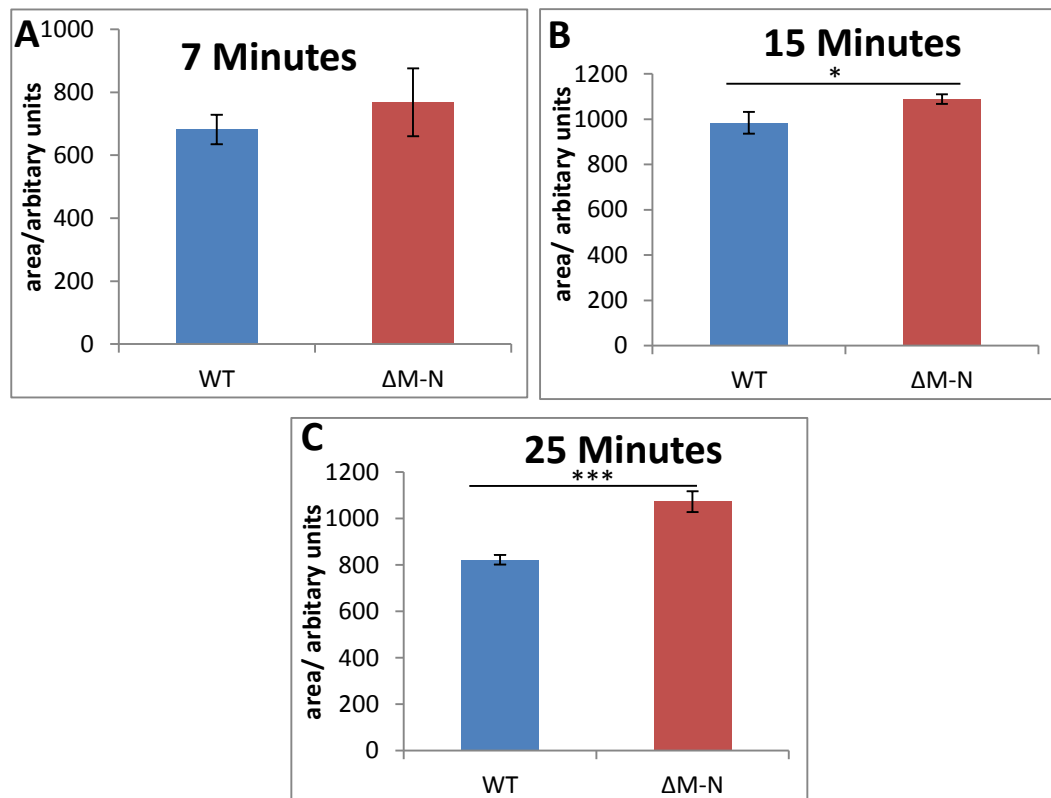 A
7 Minutes
area/ arbitary units
1000
800
600
400
200
0
WT
ΔM-N
B
15 Minutes
*
area/ arbitary units
1200
1000
800
600
400
200
0
WT
ΔM-N
C
25 Minutes
***
area/ arbitary units
1200
1000
800
600
400
200
0
WT
ΔM-N